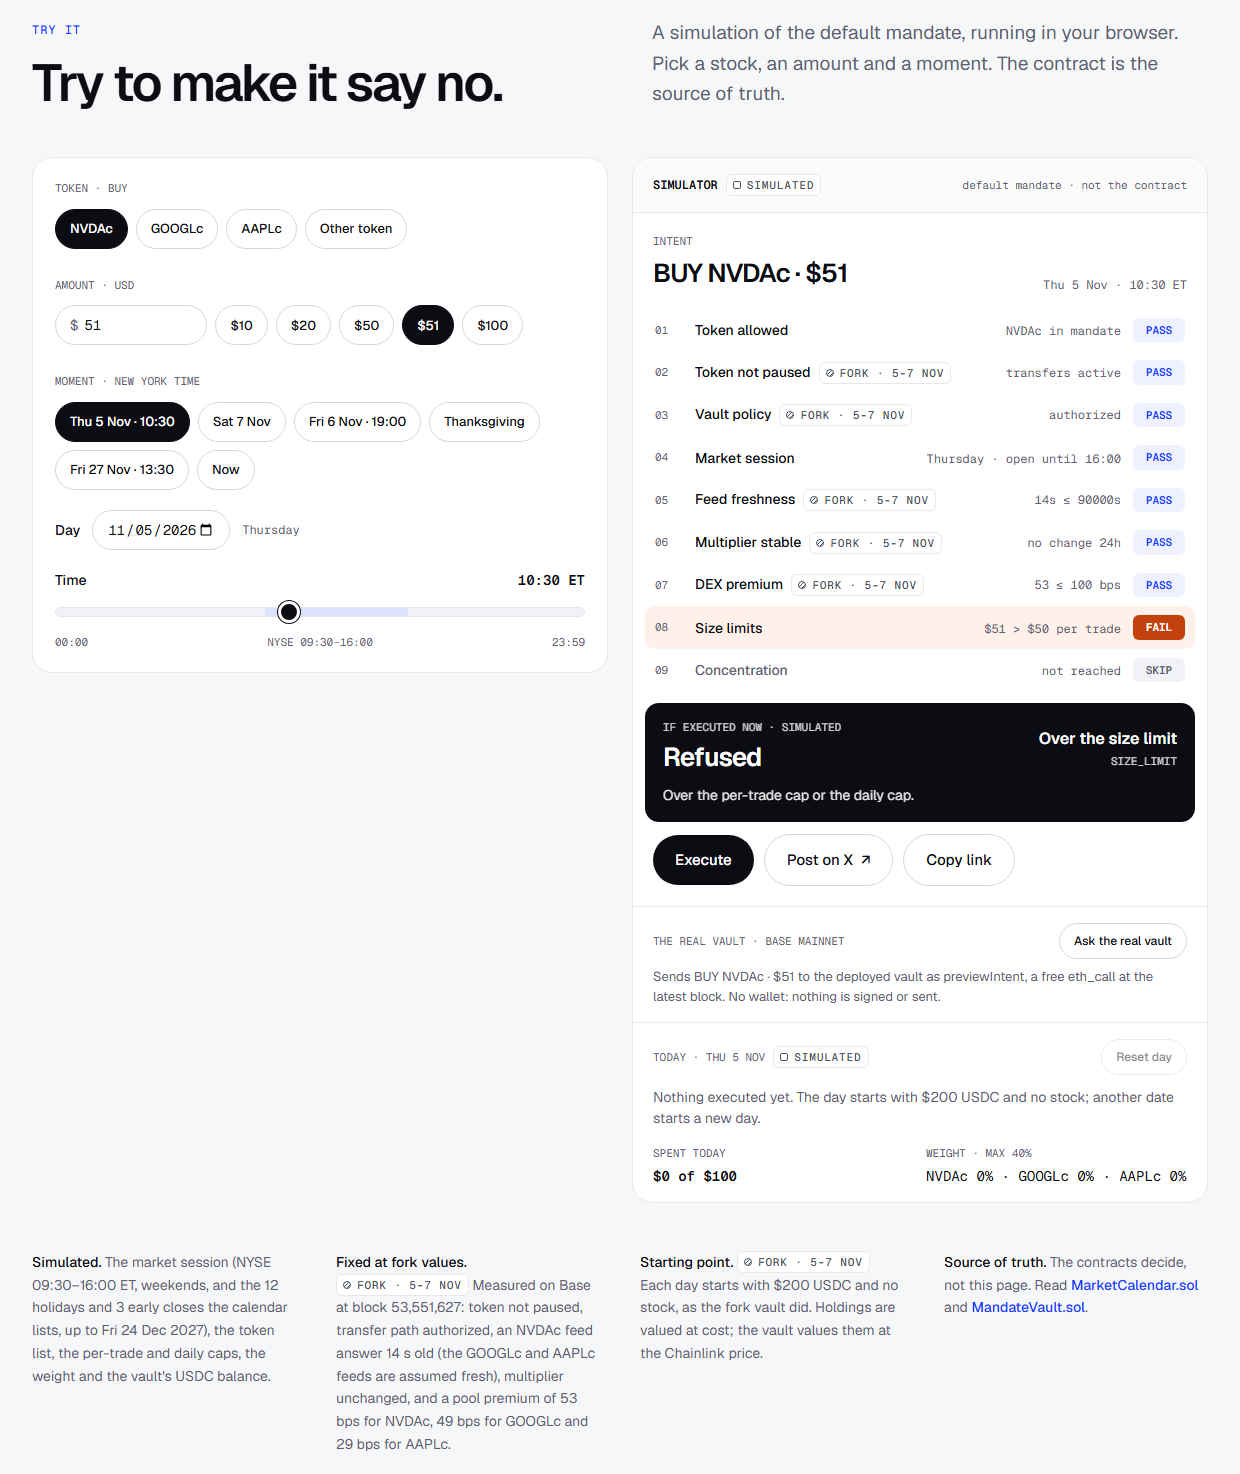 TRY IT
Try to make it say no.
A simulation of the default mandate, running in your browser.
Pick a stock, an amount and a moment. The contract is the
source of truth.
TOKEN · BUY
NVDAc GOOGLc AAPLc Other token
AMOUNT · USD
$ 51 $10 $20 $50 $51 $100
MOMENT · NEW YORK TIME
Thu 5 Nov · 10:30 Sat 7 Nov Fri 6 Nov · 19:00 Thanksgiving
Fri 27 Nov · 13:30 Now
Day 11/05/2026 Thursday
Time 10:30 ET
00:00 NYSE 09:30-16:00 23:59
SIMULATOR SIMULATED default mandate · not the contract
INTENT
BUY NVDAc · $51 Thu 5 Nov · 10:30 ET
01 Token allowed NVDAc in mandate PASS
02 Token not paused FORK · 5-7 NOV transfers active PASS
03 Vault policy FORK · 5-7 NOV authorized PASS
04 Market session Thursday · open until 16:00 PASS
05 Feed freshness FORK · 5-7 NOV 14s ≤ 90000s PASS
06 Multiplier stable FORK · 5-7 NOV no change 24h PASS
07 DEX premium FORK · 5-7 NOV 53 ≤ 100 bps PASS
08 Size limits $51 > $50 per trade FAIL
09 Concentration not reached SKIP
IF EXECUTED NOW · SIMULATED
Refused
Over the size limit
SIZE_LIMIT
Over the per-trade cap or the daily cap.
Execute Post on X ↗ Copy link
THE REAL VAULT · BASE MAINNET Ask the real vault
Sends BUY NVDAc · $51 to the deployed vault as previewIntent, a free eth_call at the
latest block. No wallet: nothing is signed or sent.
TODAY · THU 5 NOV SIMULATED Reset day
Nothing executed yet. The day starts with $200 USDC and no stock; another date
starts a new day.
SPENT TODAY WEIGHT · MAX 40%
$0 of $100 NVDAc 0% · GOOGLc 0% · AAPLc 0%
Simulated. The market session (NYSE
09:30–16:00 ET, weekends, and the 12
holidays and 3 early closes the calendar
lists, up to Fri 24 Dec 2027), the token
list, the per-trade and daily caps, the
weight and the vault's USDC balance.
Fixed at fork values.
FORK · 5-7 NOV Measured on Base
at block 53,551,627: token not paused,
transfer path authorized, an NVDAc feed
answer 14 s old (the GOOGLc and AAPLc
feeds are assumed fresh), multiplier
unchanged, and a pool premium of 53
bps for NVDAc, 49 bps for GOOGLc and
29 bps for AAPLc.
Starting point. FORK · 5-7 NOV
Each day starts with $200 USDC and no
stock, as the fork vault did. Holdings are
valued at cost; the vault values them at
the Chainlink price.
Source of truth. The contracts decide,
not this page. Read MarketCalendar.sol
and MandateVault.sol.